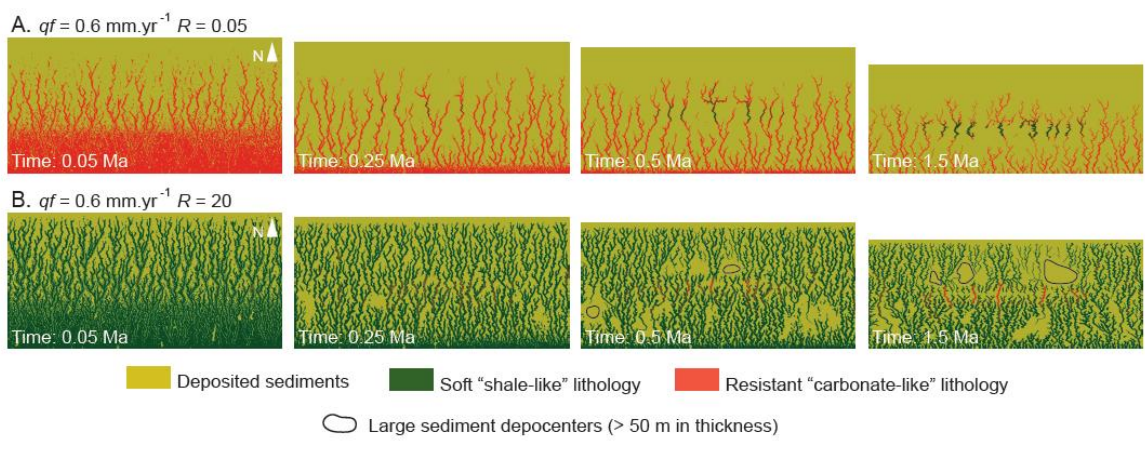 A. qf = 0.6 mm.yr⁻¹ R = 0.05
N
Time: 0.05 Ma
Time: 0.25 Ma
Time: 0.5 Ma
Time: 1.5 Ma
B. qf = 0.6 mm.yr⁻¹ R = 20
N
Time: 0.05 Ma
Time: 0.25 Ma
Time: 0.5 Ma
Time: 1.5 Ma
Deposited sediments
Soft “shale-like” lithology
Resistant “carbonate-like” lithology
Large sediment depocenters (> 50 m in thickness)